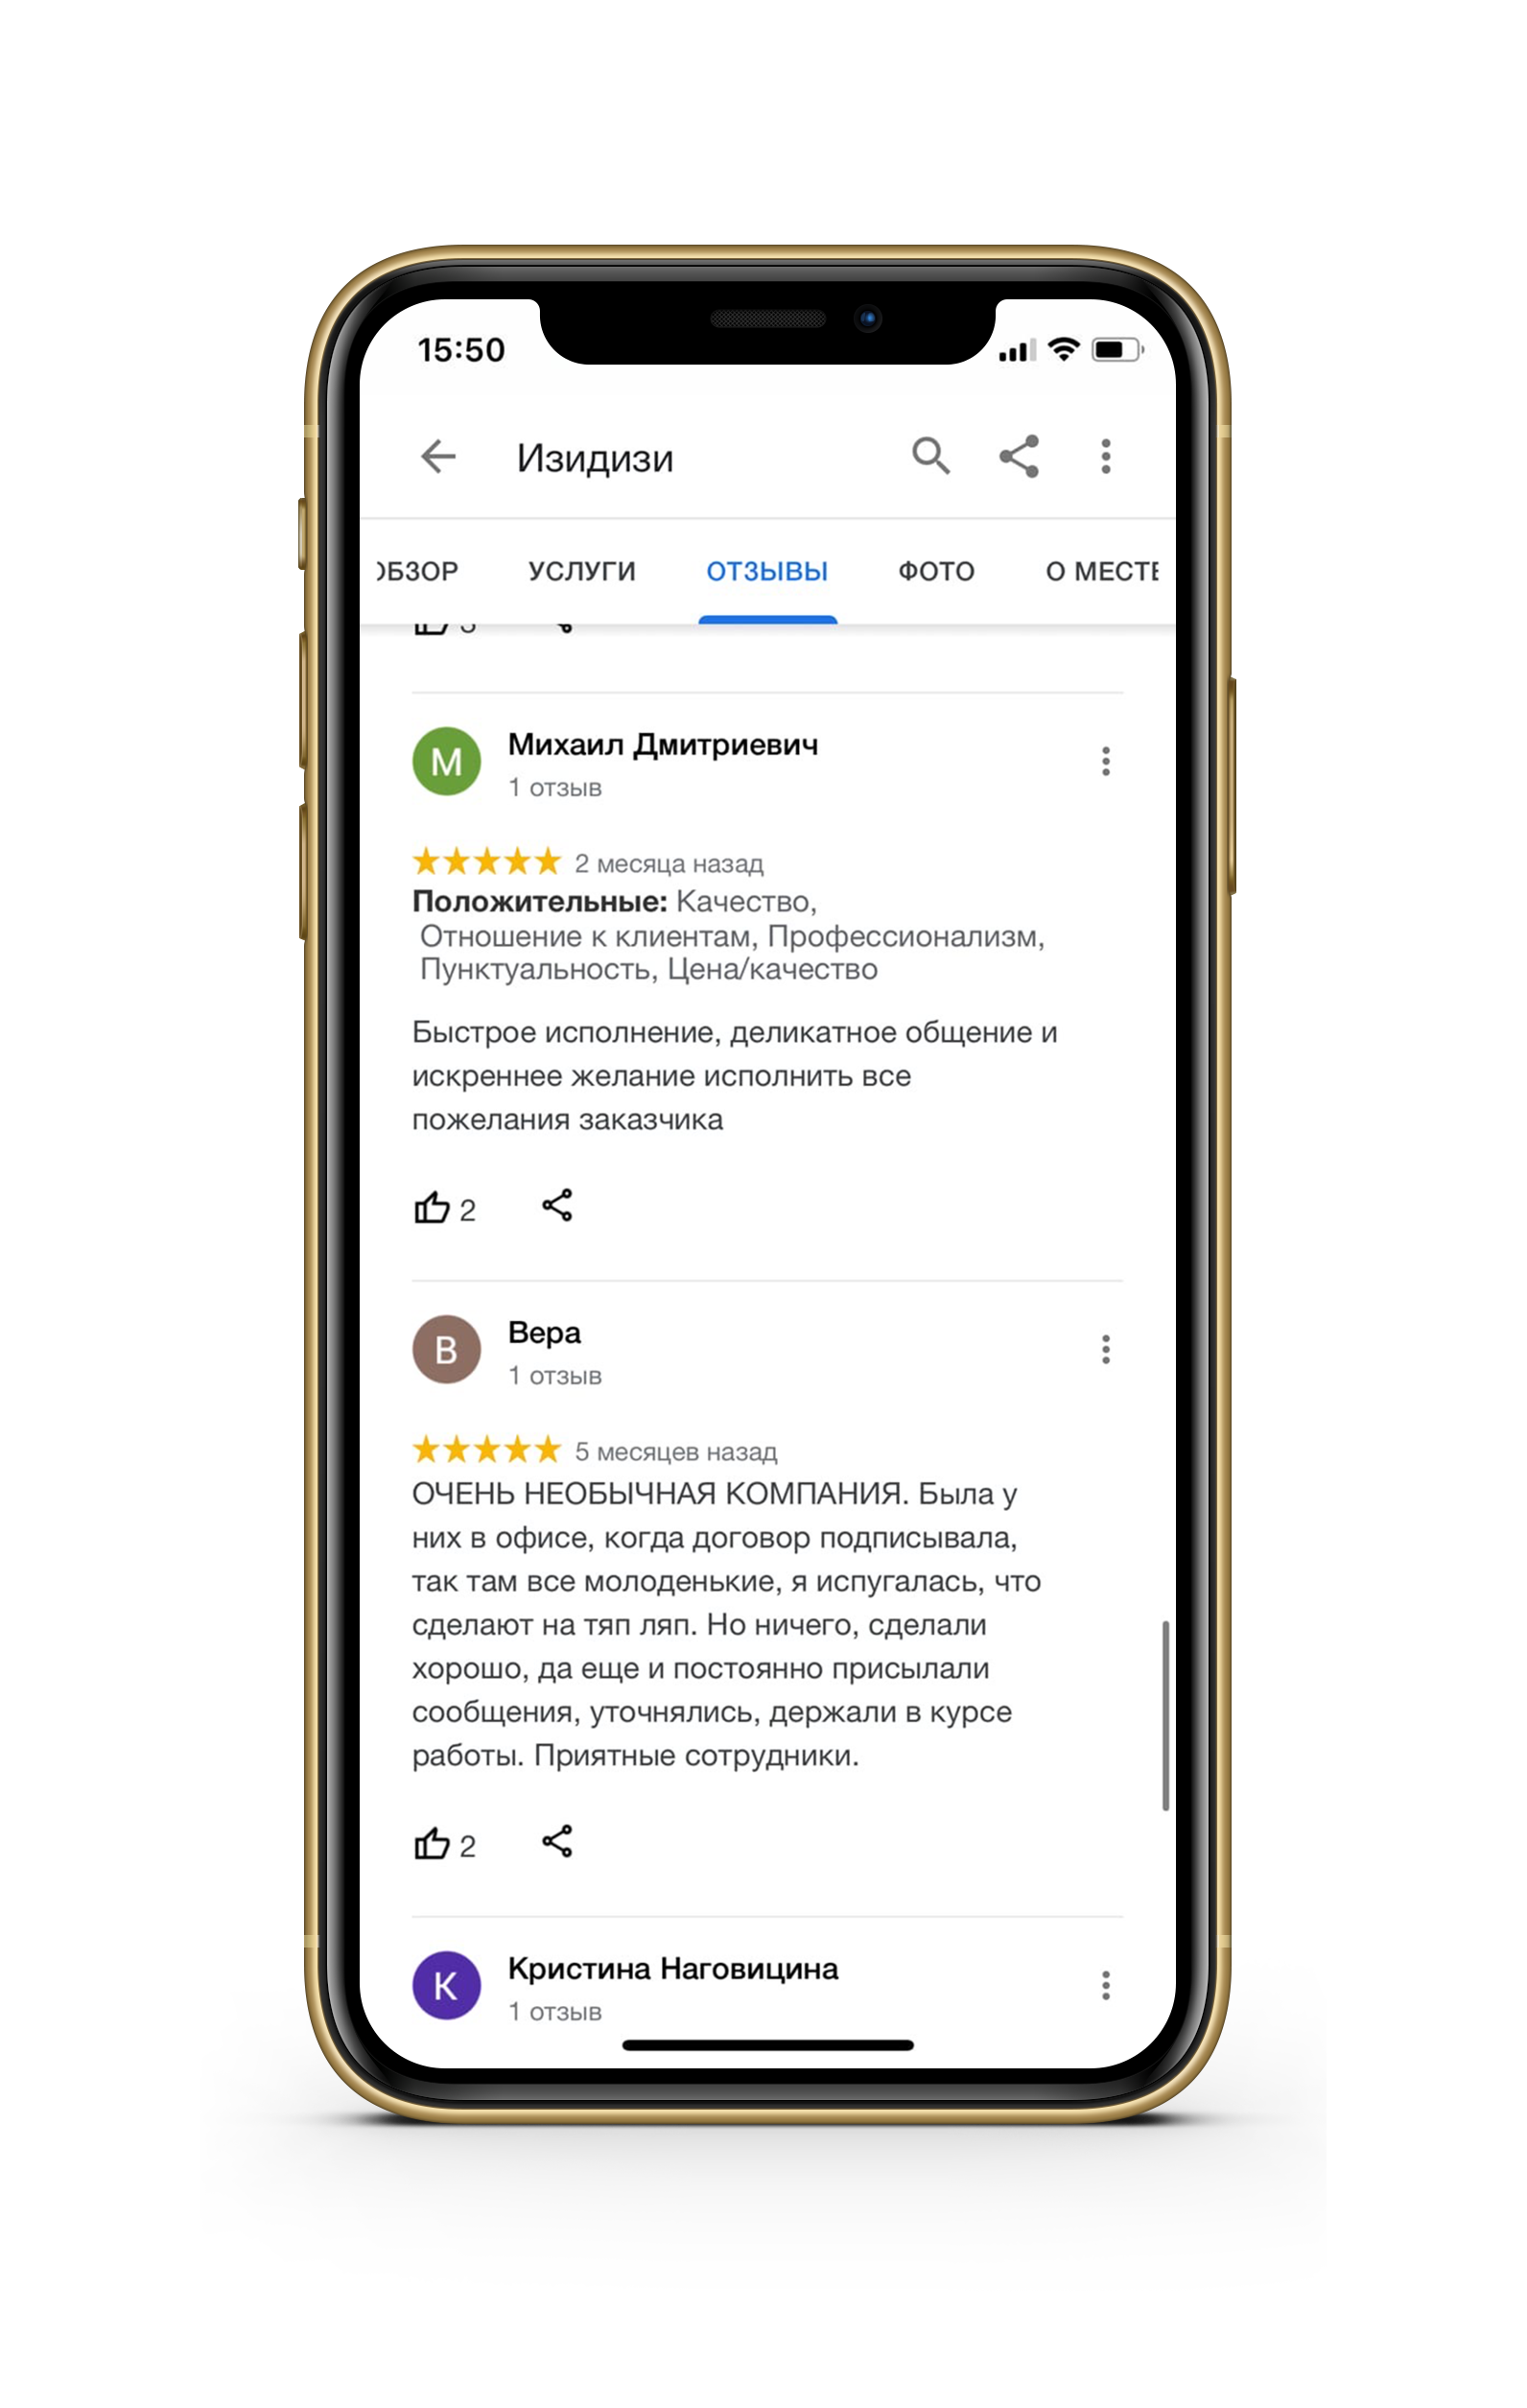 15:50
Изидизи
ОБЗОР УСЛУГИ ОТЗЫВЫ ФОТО О МЕСТЕ
М Михаил Дмитриевич
1 отзыв
2 месяца назад
Положительные: Качество,
Отношение к клиентам, Профессионализм,
Пунктуальность, Цена/качество
Быстрое исполнение, деликатное общение и
искреннее желание исполнить все
пожелания заказчика
2
В Вера
1 отзыв
5 месяцев назад
ОЧЕНЬ НЕОБЫЧНАЯ КОМПАНИЯ. Была у
них в офисе, когда договор подписывала,
так там все молоденькие, я испугалась, что
сделают на тяп ляп. Но ничего, сделали
хорошо, да еще и постоянно присылали
сообщения, уточнялись, держали в курсе
работы. Приятные сотрудники.
2
К Кристина Наговицина
1 отзыв